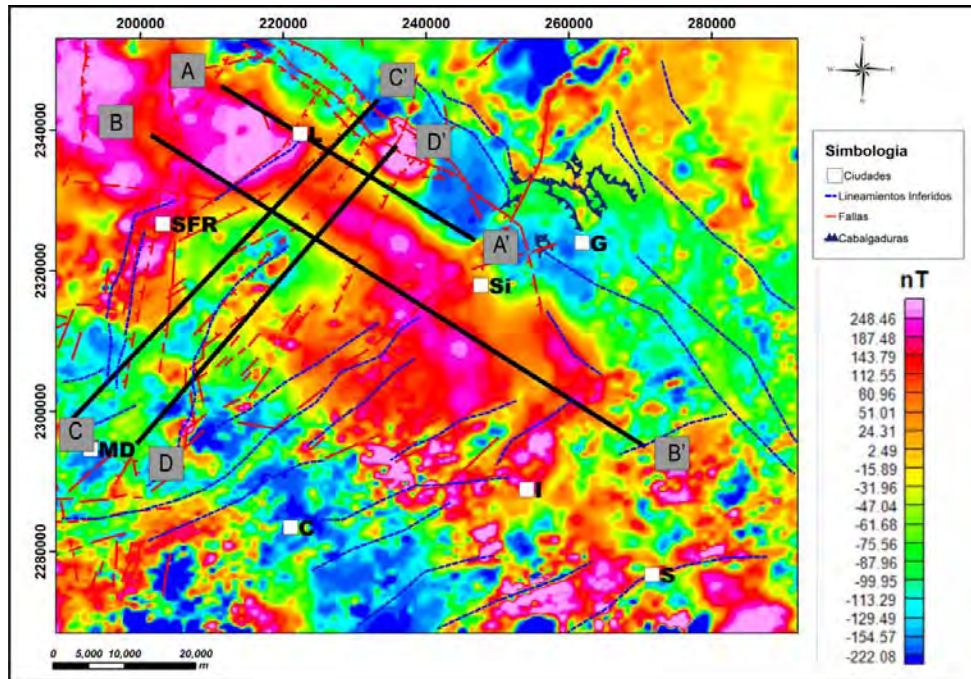 200000 220000 240000 260000 280000
2340000
2320000
2300000
2280000
A
B
C'
D'
L
SFR
A'
G
Si
C
MD
D
B'
I
C
S
N
W E
S
Simbologia
Ciudades
Lineamientos Inferidos
Fallas
Cabalgaduras
nT
248.46
187.48
143.79
112.55
80.96
51.01
24.31
2.49
-15.89
-31.96
-47.04
-61.68
-75.56
-87.96
-99.95
-113.29
-129.49
-154.57
-222.08
0 5,000 10,000 20,000
m